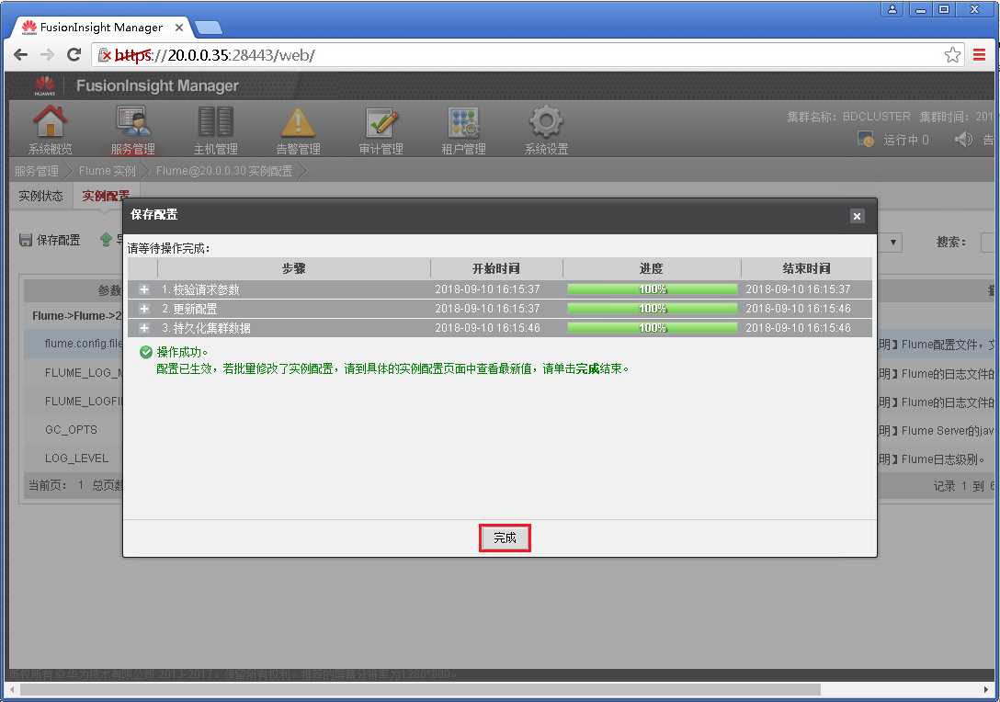 FusionInsight Manager
https://20.0.0.35:28443/web/
HUAWEI FusionInsight Manager
系统概览 服务管理 主机管理 告警管理 审计管理 租户管理 系统设置
集群名称: BDCLUSTER 集群时间: 201
运行中 0 告
服务管理 Flume 实例 Flume@20.0.0.30 实例配置
实例状态 实例配置
保存配置
保存配置 搜索:
请等待操作完成:
步骤 开始时间 进度 结束时间
参数
1. 校验请求参数 2018-09-10 16:15:37 100% 2018-09-10 16:15:37
2. 更新配置 2018-09-10 16:15:37 100% 2018-09-10 16:15:46
Flume->Flume->2
3. 持久化集群数据 2018-09-10 16:15:46 100% 2018-09-10 16:15:46
flume.config.file 明】Flume配置文件，
操作成功。
配置已生效，若批量修改了实例配置，请到具体的实例配置页面中查看最新值，请单击完成结束。
FLUME_LOG_M 明】Flume的日志文件的
FLUME_LOGFI 明】Flume的日志文件的
GC_OPTS 明】Flume Server的jav
LOG_LEVEL 明】Flume日志级别。
当前页: 1 总页数 记录 1 到 6
完成
版权所有 © 华为技术有限公司 2013-2017。保留所有权利。推荐的屏幕分辨率为1280*800。